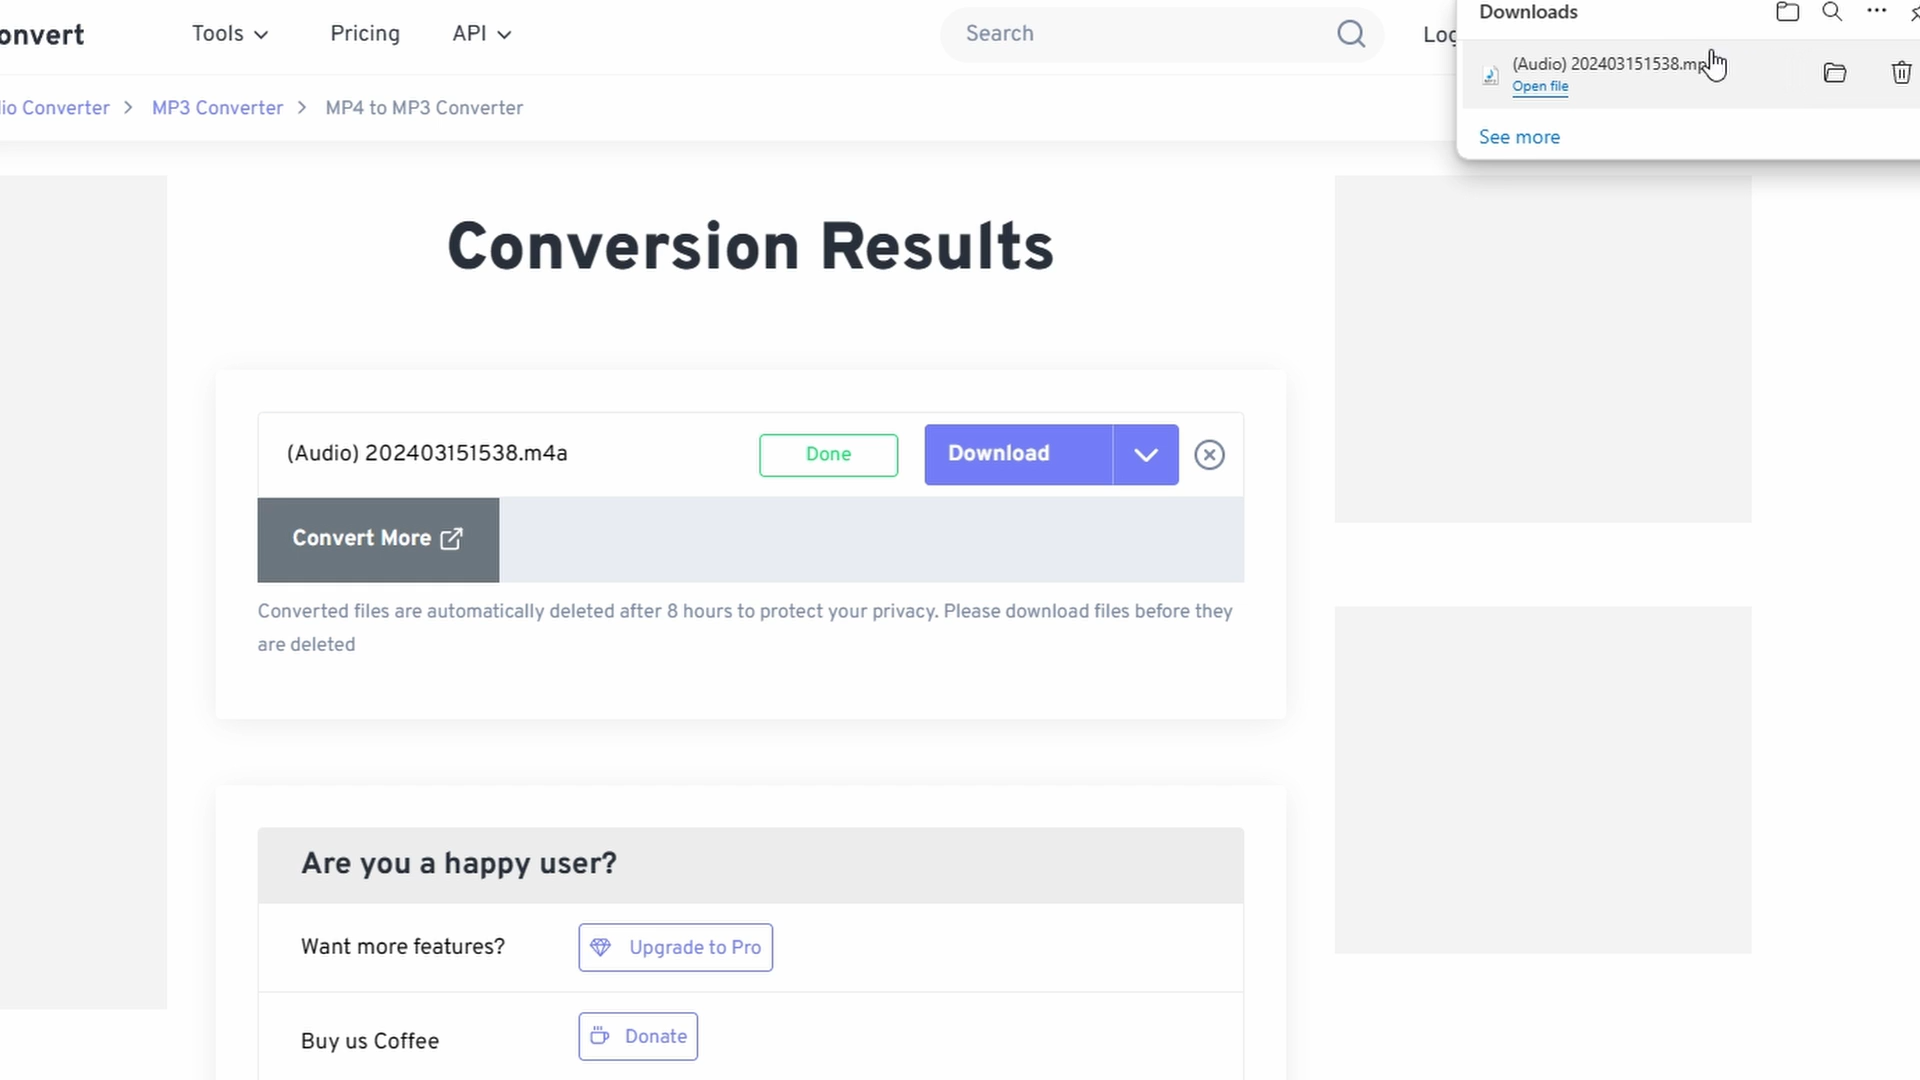 onvert
Tools
Pricing
API
Search
Log
Downloads
(Audio) 202403151538.mp
Open file
See more
io Converter > MP3 Converter > MP4 to MP3 Converter
Conversion Results
(Audio) 202403151538.m4a
Done
Download
Convert More
Converted files are automatically deleted after 8 hours to protect your privacy. Please download files before they
are deleted
Are you a happy user?
Want more features?
Upgrade to Pro
Buy us Coffee
Donate